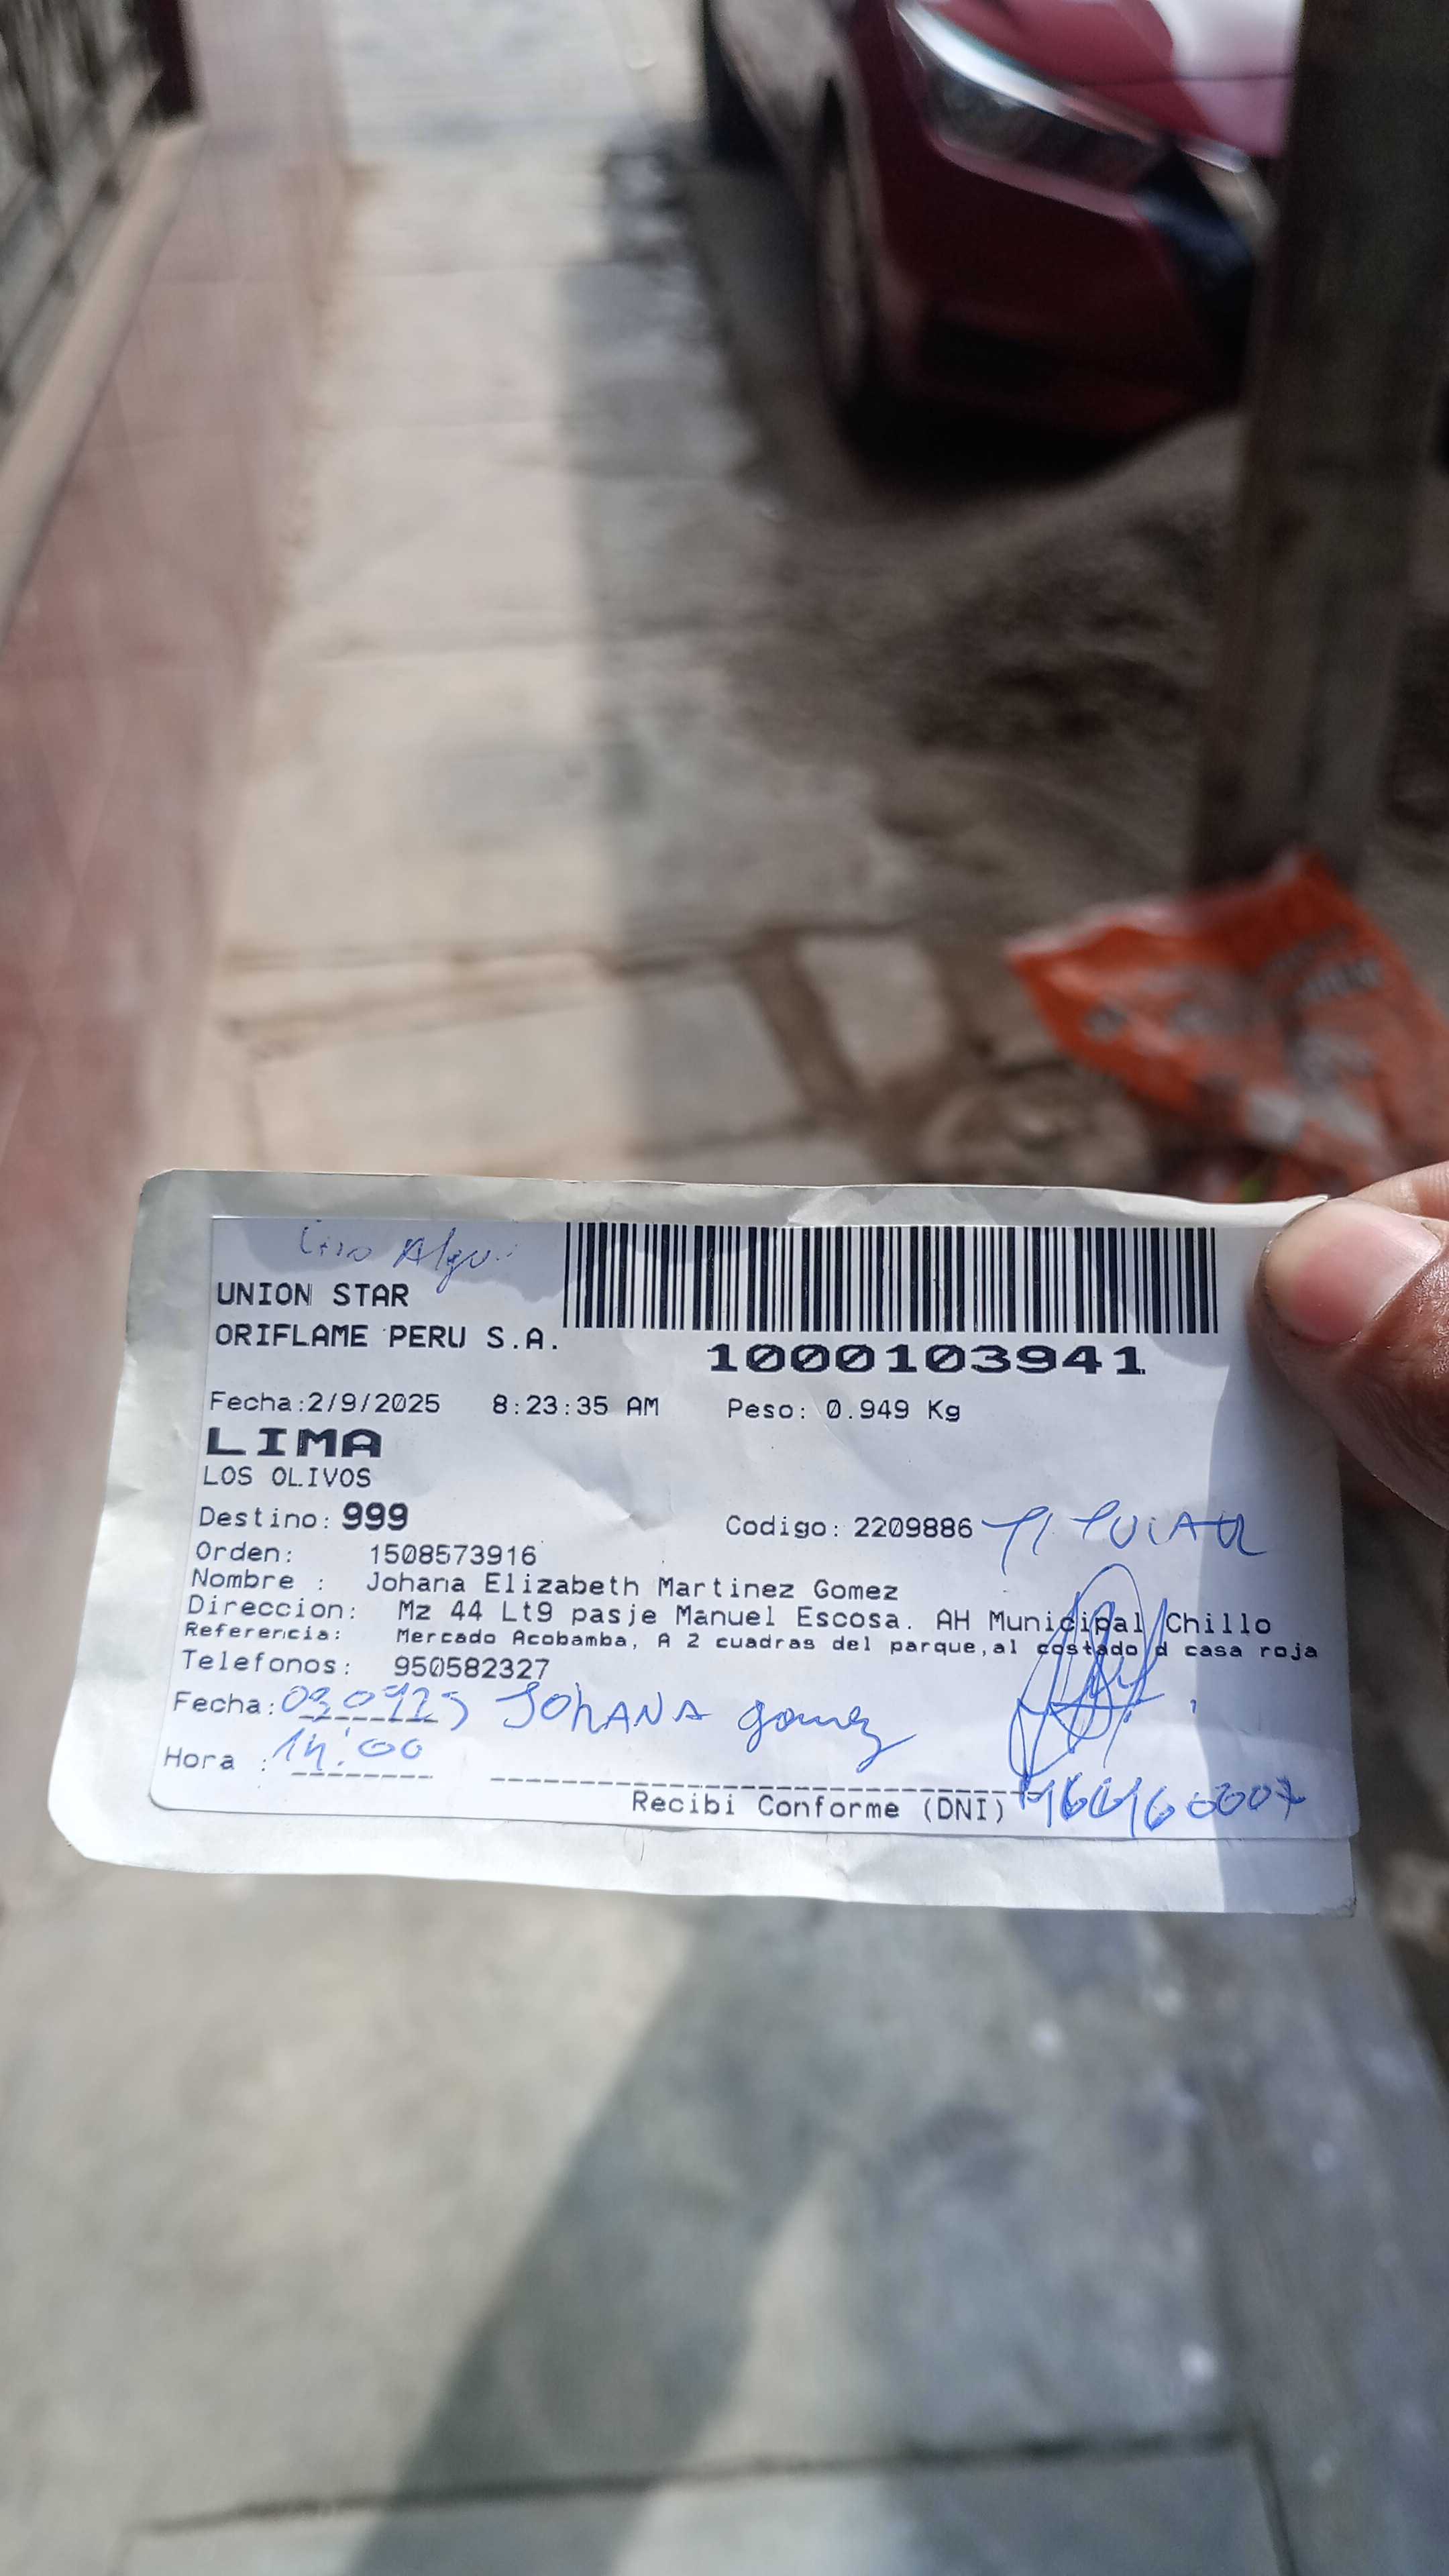 UNION STAR
ORIFLAME PERU S.A.
1000103941
Fecha:2/9/2025 8:23:35 AM Peso: 0.949 Kg
LIMA
LOS OLIVOS
Destino: 999 Codigo: 2209886 TITULAR
Orden: 1508573916
Nombre : Johana Elizabeth Martinez Gomez
Direccion: Mz 44 Lt9 pasje Manuel Escosa. AH Municipal Chillo
Referencia: Mercado Acobamba, A 2 cuadras del parque,al costado d casa roja
Telefonos: 950582327
Fecha: JOHANA gomez
Hora : 14:00
Recibi Conforme (DNI)